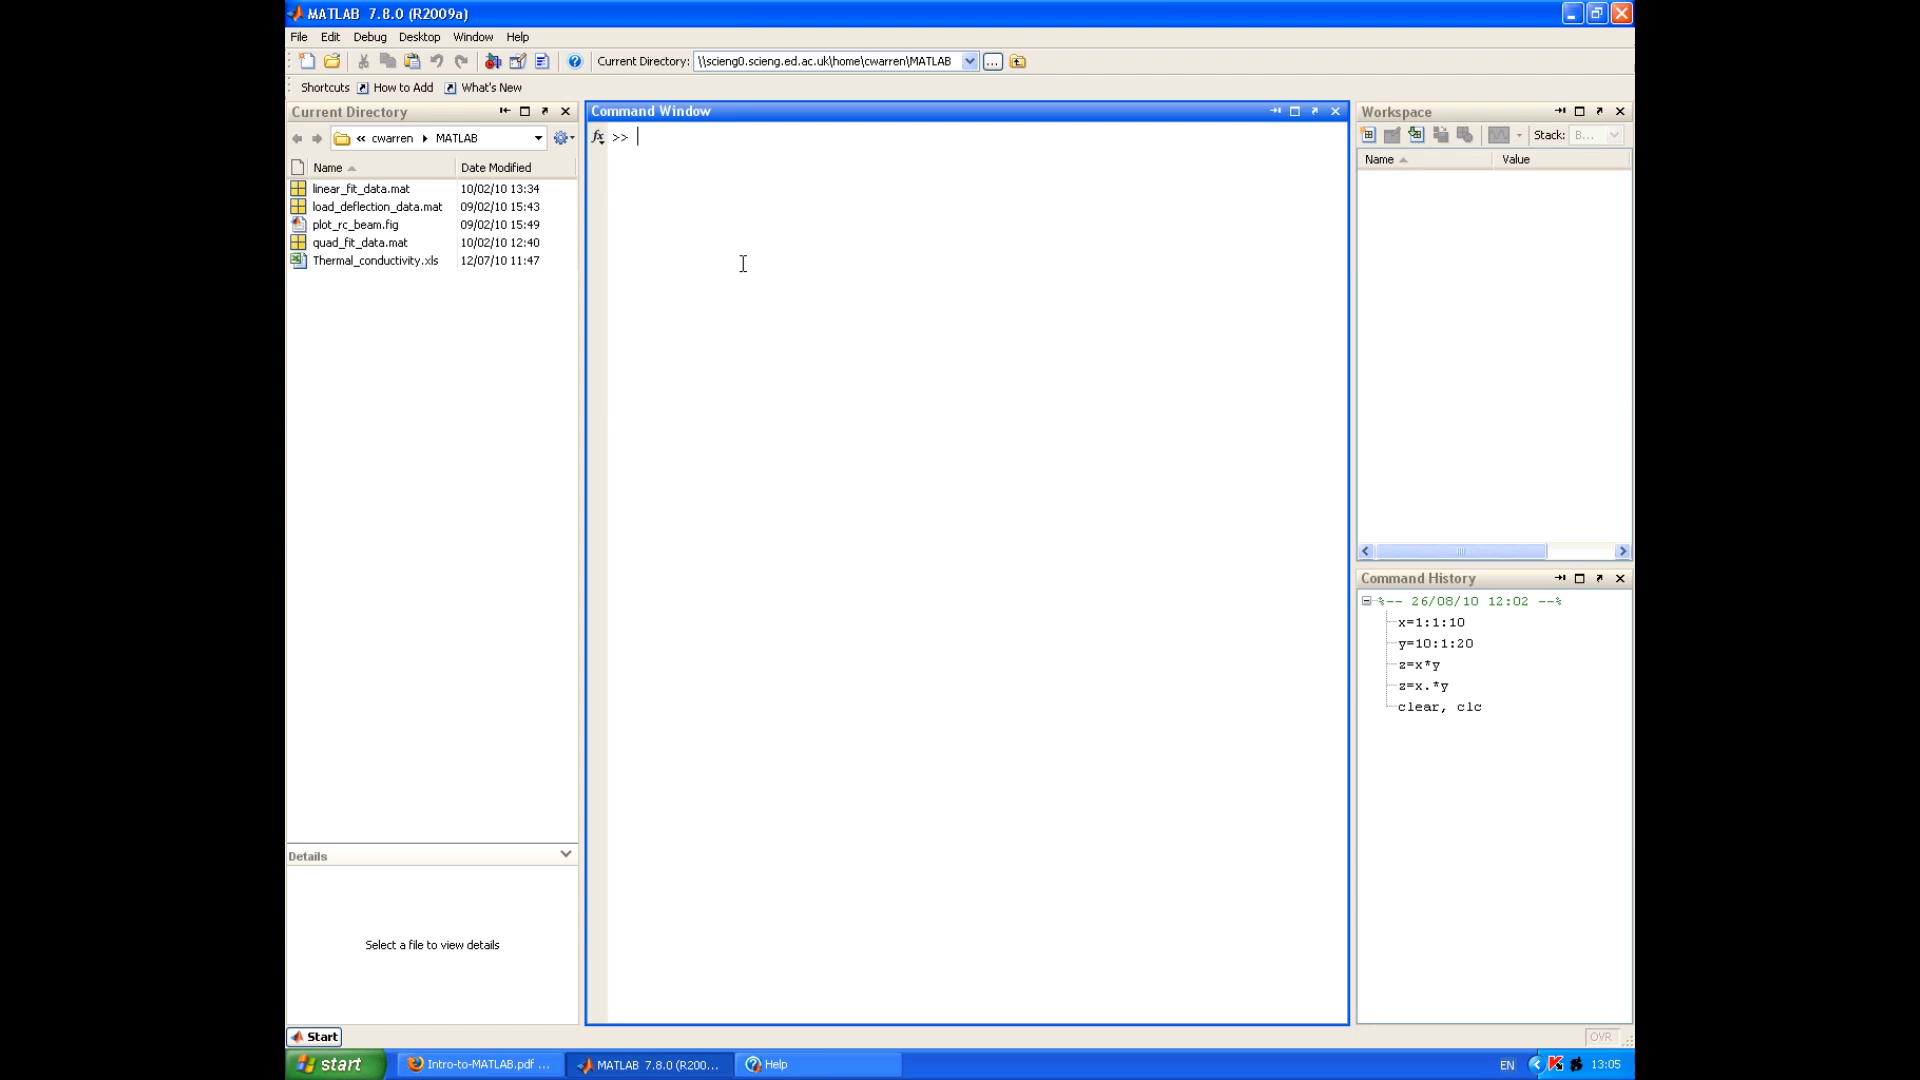 MATLAB 7.8.0 (R2009a)
File Edit Debug Desktop Window Help
Current Directory: \\scieng0.scieng.ed.ac.uk\home\cwarren\MATLAB
Shortcuts How to Add What's New
Current Directory
« cwarren MATLAB
Name Date Modified
linear_fit_data.mat 10/02/10 13:34
load_deflection_data.mat 09/02/10 15:43
plot_rc_beam.fig 09/02/10 15:49
quad_fit_data.mat 10/02/10 12:40
Thermal_conductivity.xls 12/07/10 11:47
Details
Select a file to view details
Command Window
fx >>
Workspace
Stack: B...
Name Value
Command History
%-- 26/08/10 12:02 --%
x=1:1:10
y=10:1:20
z=x*y
z=x.*y
clear, clc
Start
OVR
start Intro-to-MATLAB.pdf ... MATLAB 7.8.0 (R200... Help EN 13:05